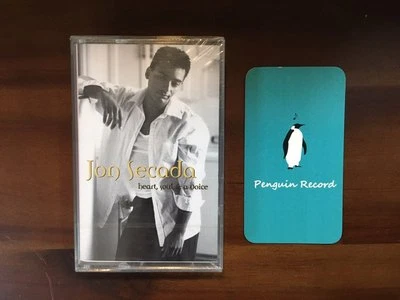 Jon Secada
heart, soul & a voice
Penguin Record